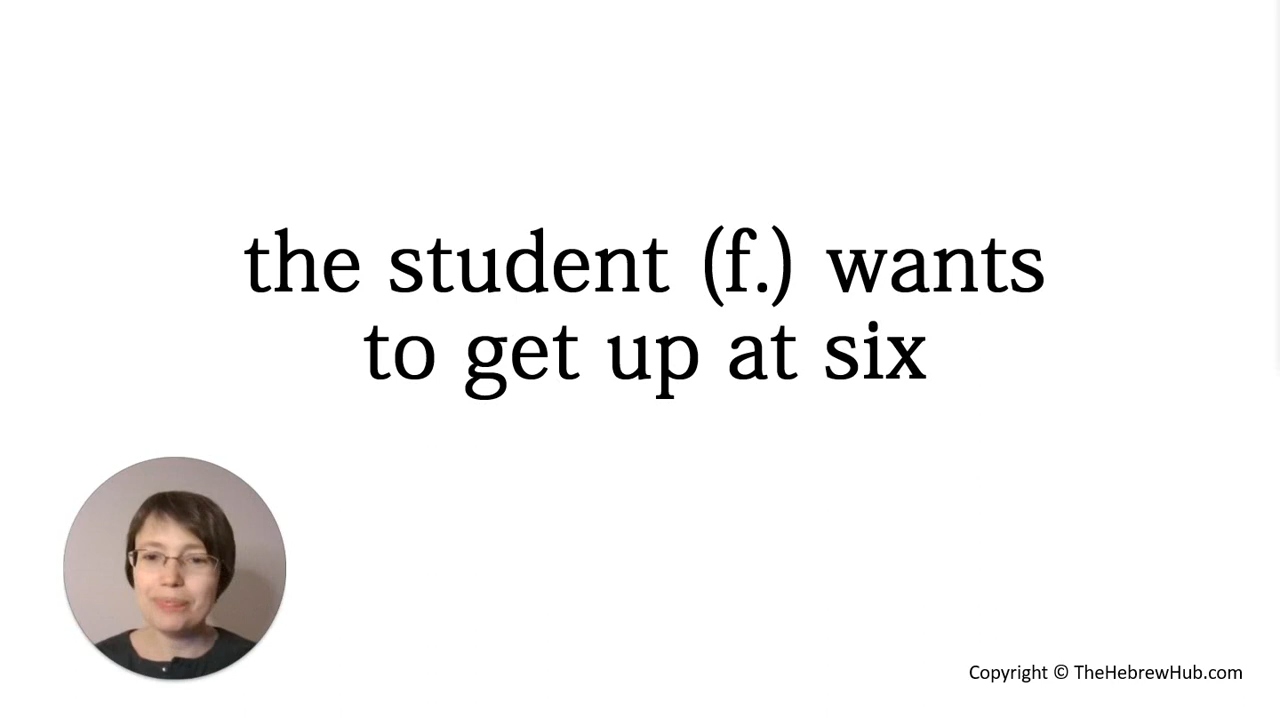 the student (f.) wants
to get up at six
Copyright © TheHebrewHub.com